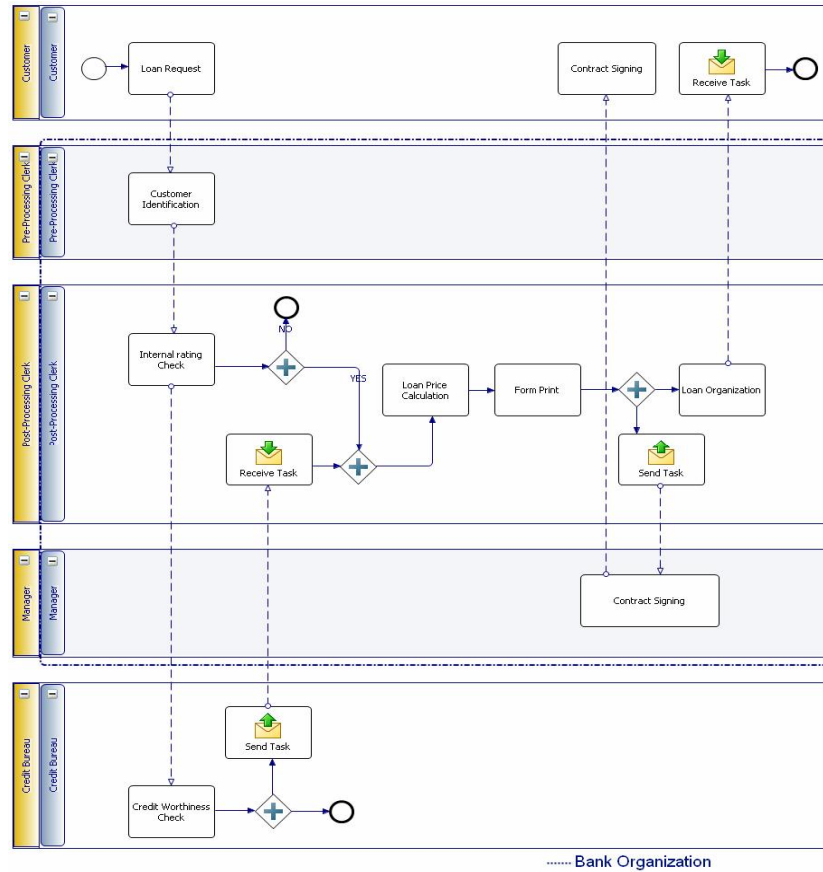 Customer
Customer
Loan Request
Contract Signing
Receive Task
Pre-Processing Clerk
Pre-Processing Clerk
Customer
Identification
Post-Processing Clerk
Post-Processing Clerk
NO
Internal rating
Check
YES
Loan Price
Calculation
Form Print
Loan Organization
Receive Task
Send Task
Manager
Manager
Contract Signing
Credit Bureau
Credit Bureau
Send Task
Credit Worthiness
Check
Bank Organization